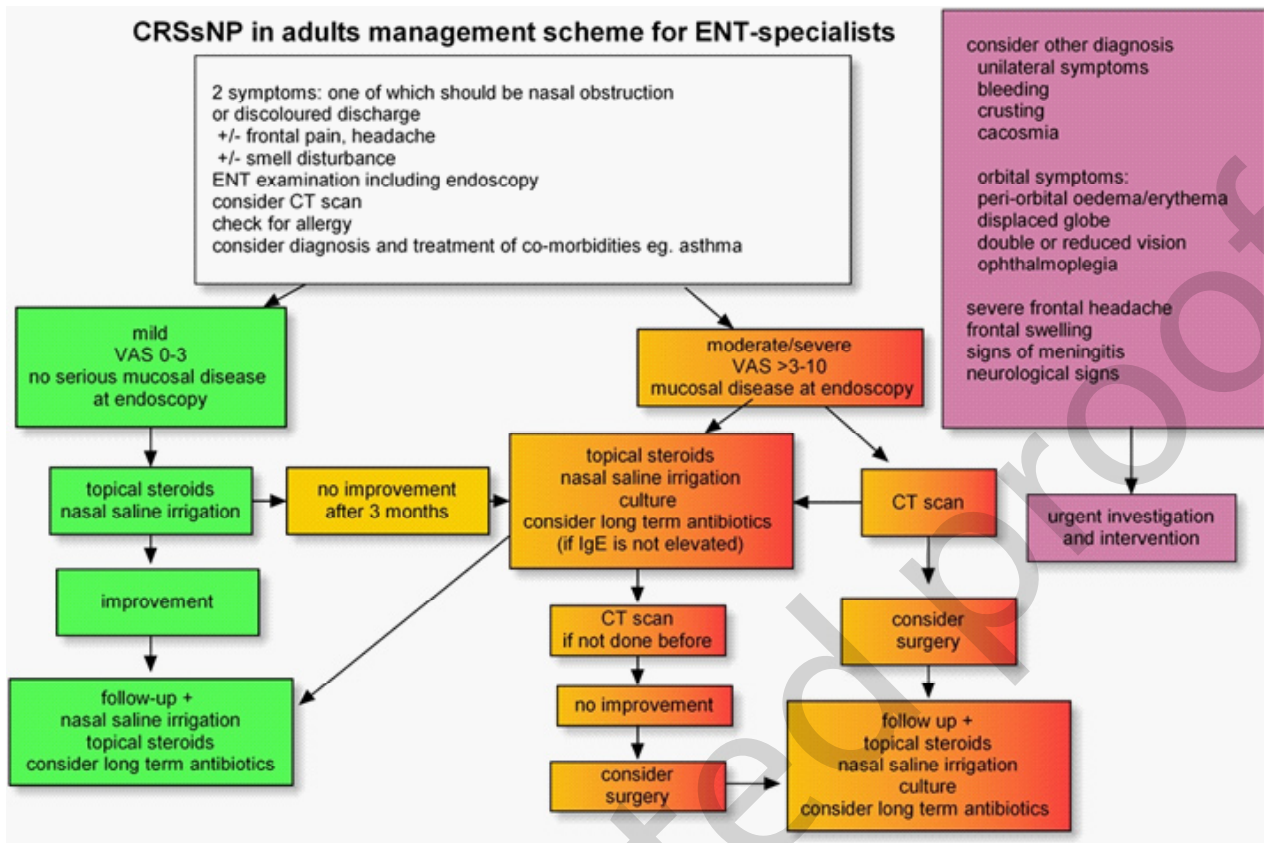 CRSsNP in adults management scheme for ENT-specialists
2 symptoms: one of which should be nasal obstruction
or discoloured discharge
+/- frontal pain, headache
+/- smell disturbance
ENT examination including endoscopy
consider CT scan
check for allergy
consider diagnosis and treatment of co-morbidities eg. asthma
consider other diagnosis
unilateral symptoms
bleeding
crusting
cacosmia
orbital symptoms:
peri-orbital oedema/erythema
displaced globe
double or reduced vision
ophthalmoplegia
severe frontal headache
frontal swelling
signs of meningitis
neurological signs
mild
VAS 0-3
no serious mucosal disease
at endoscopy
moderate/severe
VAS >3-10
mucosal disease at endoscopy
topical steroids
nasal saline irrigation
no improvement
after 3 months
topical steroids
nasal saline irrigation
culture
consider long term antibiotics
(if IgE is not elevated)
CT scan
urgent investigation
and intervention
improvement
CT scan
if not done before
consider
surgery
follow-up +
nasal saline irrigation
topical steroids
consider long term antibiotics
no improvement
consider
surgery
follow up +
topical steroids
nasal saline irrigation
culture
consider long term antibiotics
ted proof